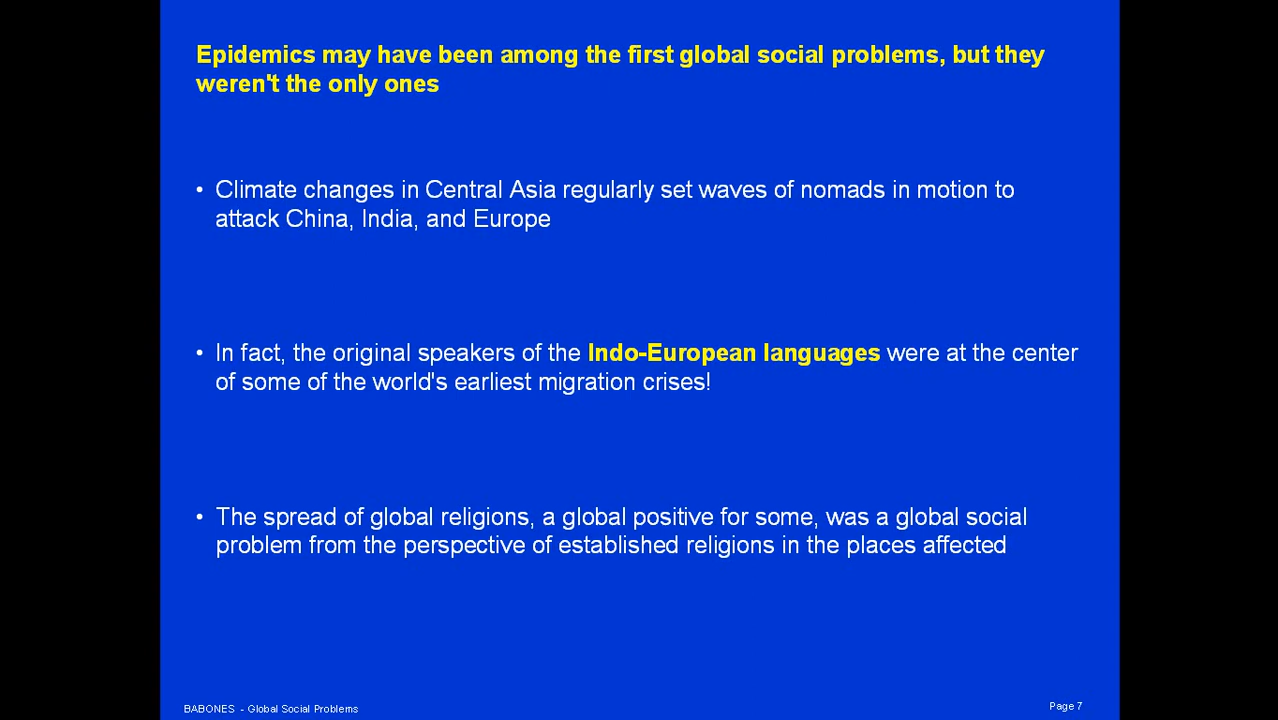 Epidemics may have been among the first global social problems, but they
weren't the only ones
• Climate changes in Central Asia regularly set waves of nomads in motion to
attack China, India, and Europe
• In fact, the original speakers of the Indo-European languages were at the center
of some of the world's earliest migration crises!
• The spread of global religions, a global positive for some, was a global social
problem from the perspective of established religions in the places affected
BABONES - Global Social Problems
Page 7